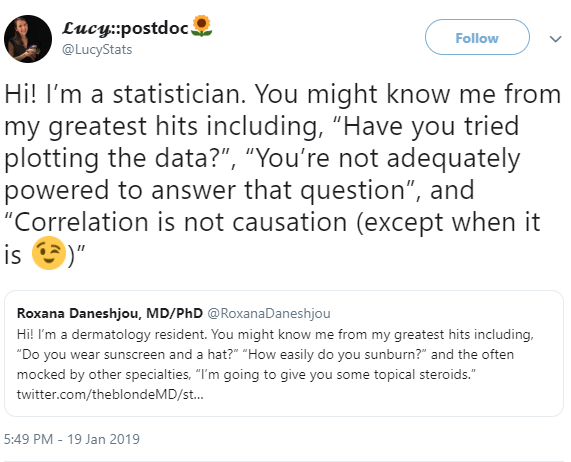 𝓛𝓾𝓬𝔂::postdoc🌻
@LucyStats
Follow
Hi! I’m a statistician. You might know me from
my greatest hits including, “Have you tried
plotting the data?”, “You’re not adequately
powered to answer that question”, and
“Correlation is not causation (except when it
is 😉)”
Roxana Daneshjou, MD/PhD @RoxanaDaneshjou
Hi! I’m a dermatology resident. You might know me from my greatest hits including,
“Do you wear sunscreen and a hat?” “How easily do you sunburn?” and the often
mocked by other specialties, “I’m going to give you some topical steroids.”
twitter.com/theblondeMD/st…
5:49 PM - 19 Jan 2019